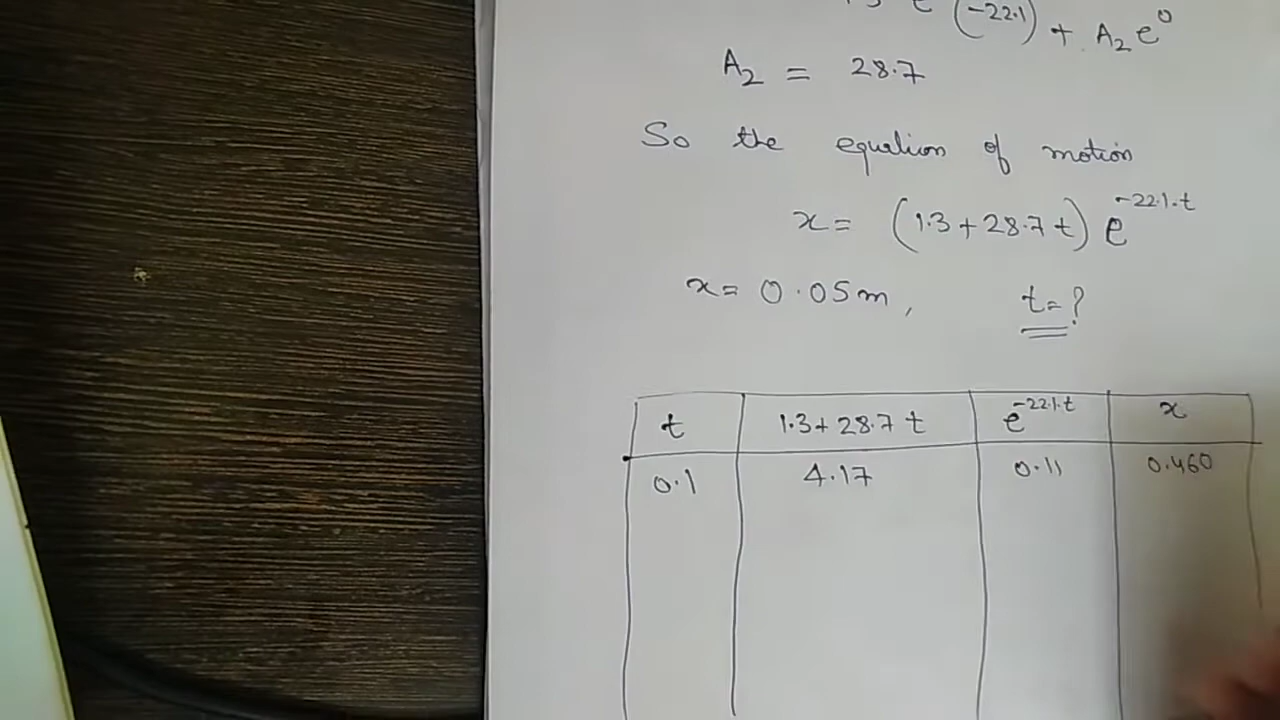 e (-22.1) + A₂ e⁰
A₂ = 28.7
So the equation of motion
x = (1.3 + 28.7 t) e^-22.1.t
x = 0.05m, t = ?
t 1.3 + 28.7 t e^-22.1.t x
0.1 4.17 0.11 0.460